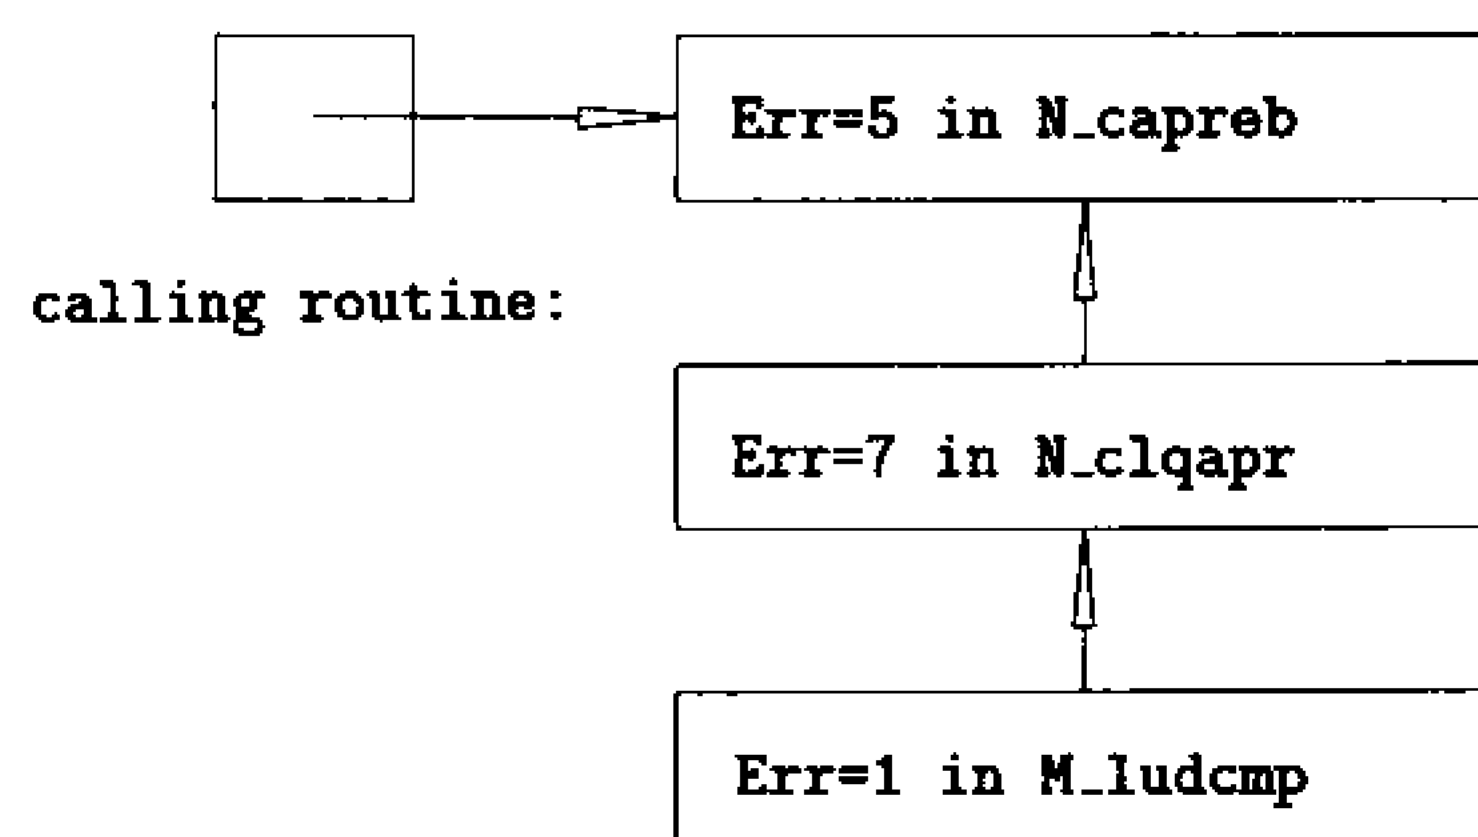 Err=5 in N_capreb
calling routine:
Err=7 in N_clqapr
Err=1 in M_ludcmp